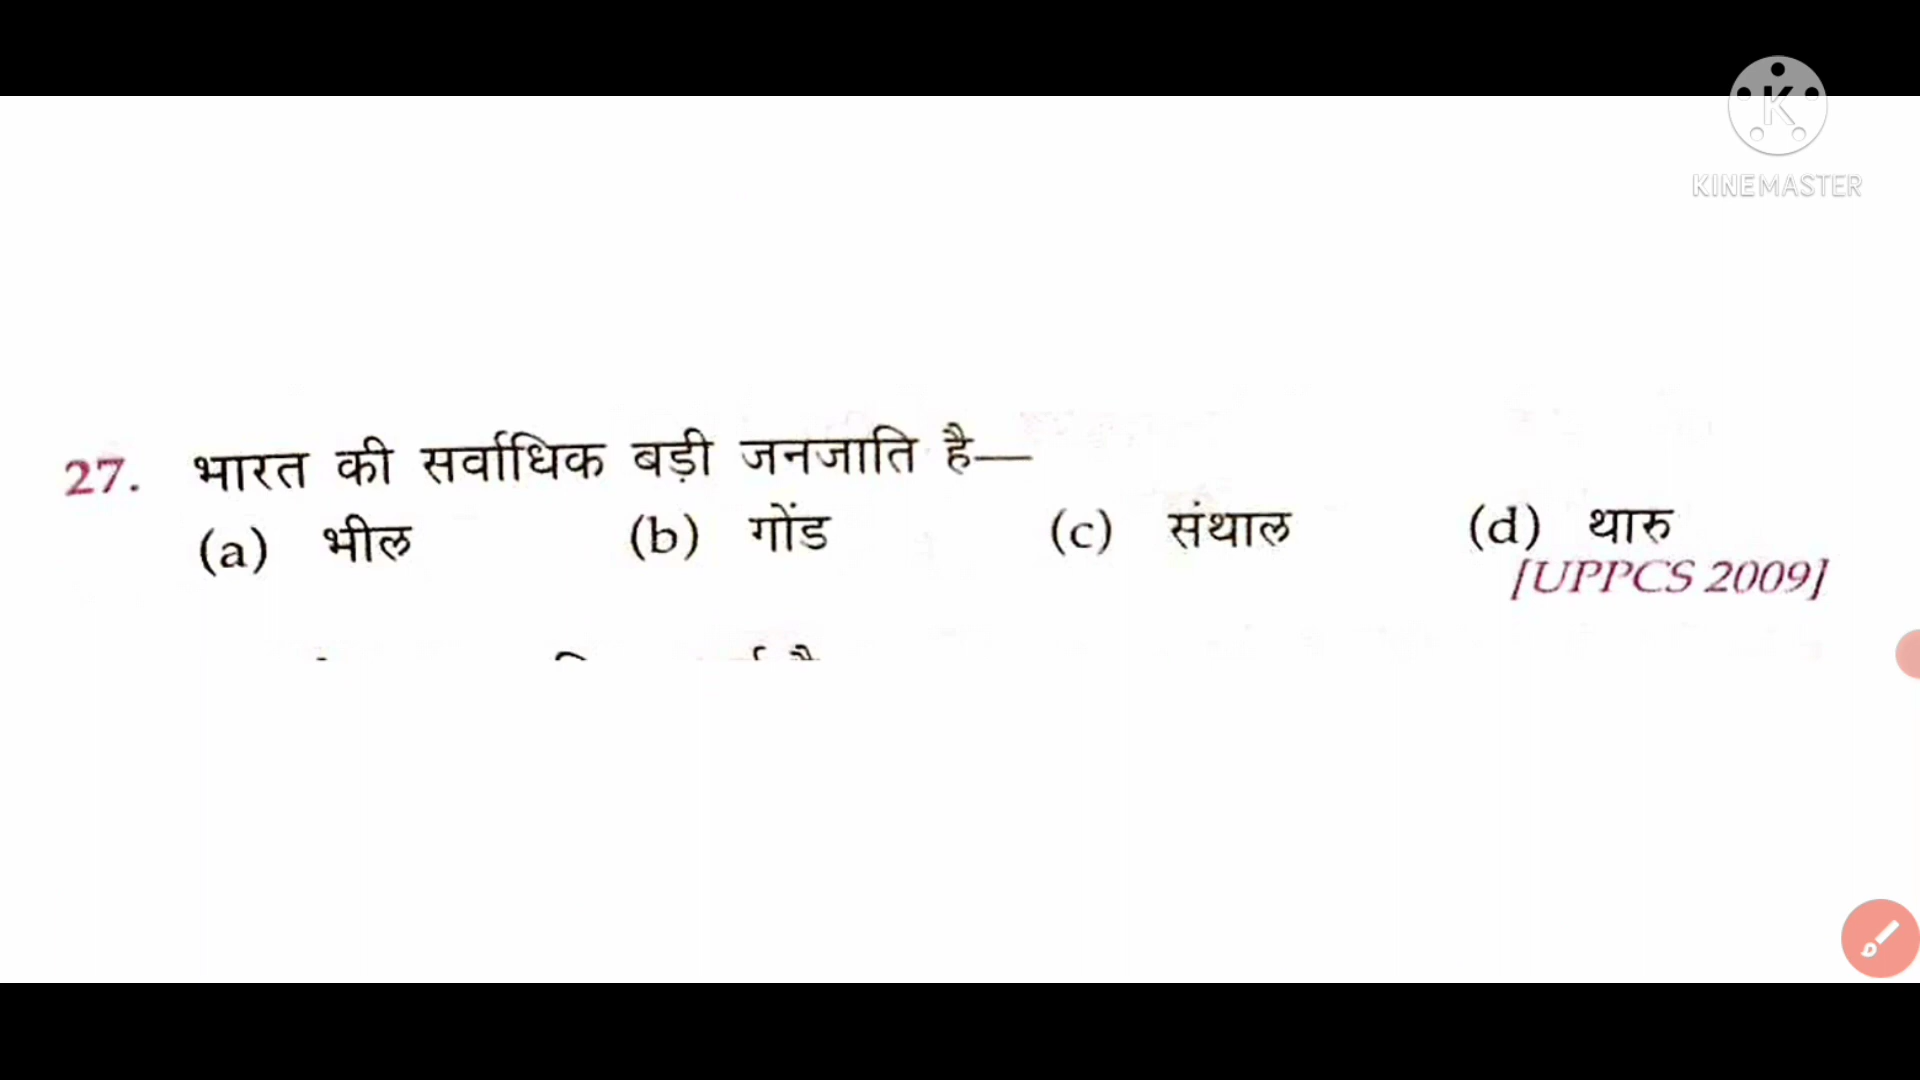 K
KINEMASTER
27. भारत की सर्वाधिक बड़ी जनजाति है—
(a) भील (b) गोंड (c) संथाल (d) थारु
[UPPCS 2009]